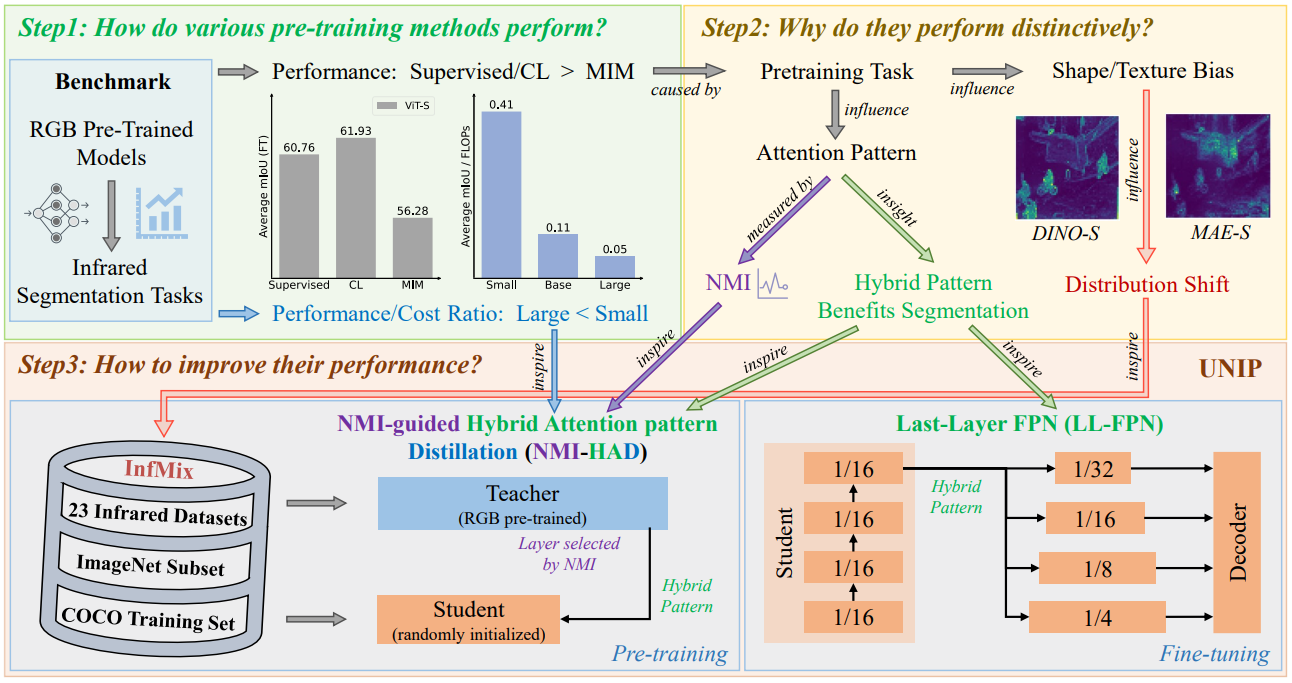 Step1: How do various pre-training methods perform?
Benchmark
RGB Pre-Trained
Models
Infrared
Segmentation Tasks
Performance: Supervised/CL > MIM
Average mIoU (FT)
ViT-S
60.76
61.93
56.28
Supervised
CL
MIM
Average mIoU / FLOPs
0.41
0.11
0.05
Small
Base
Large
Performance/Cost Ratio: Large < Small
caused by
Step2: Why do they perform distinctively?
Pretraining Task
influence
Shape/Texture Bias
influence
Attention Pattern
measured by
insight
influence
DINO-S
MAE-S
NMI
Hybrid Pattern
Benefits Segmentation
Distribution Shift
inspire
inspire
inspire
inspire
inspire
Step3: How to improve their performance?
UNIP
InfMix
23 Infrared Datasets
ImageNet Subset
COCO Training Set
NMI-guided Hybrid Attention pattern
Distillation (NMI-HAD)
Teacher
(RGB pre-trained)
Layer selected
by NMI
Hybrid
Pattern
Student
(randomly initialized)
Pre-training
Last-Layer FPN (LL-FPN)
Student
1/16
1/16
1/16
1/16
Hybrid
Pattern
1/32
1/16
1/8
1/4
Decoder
Fine-tuning